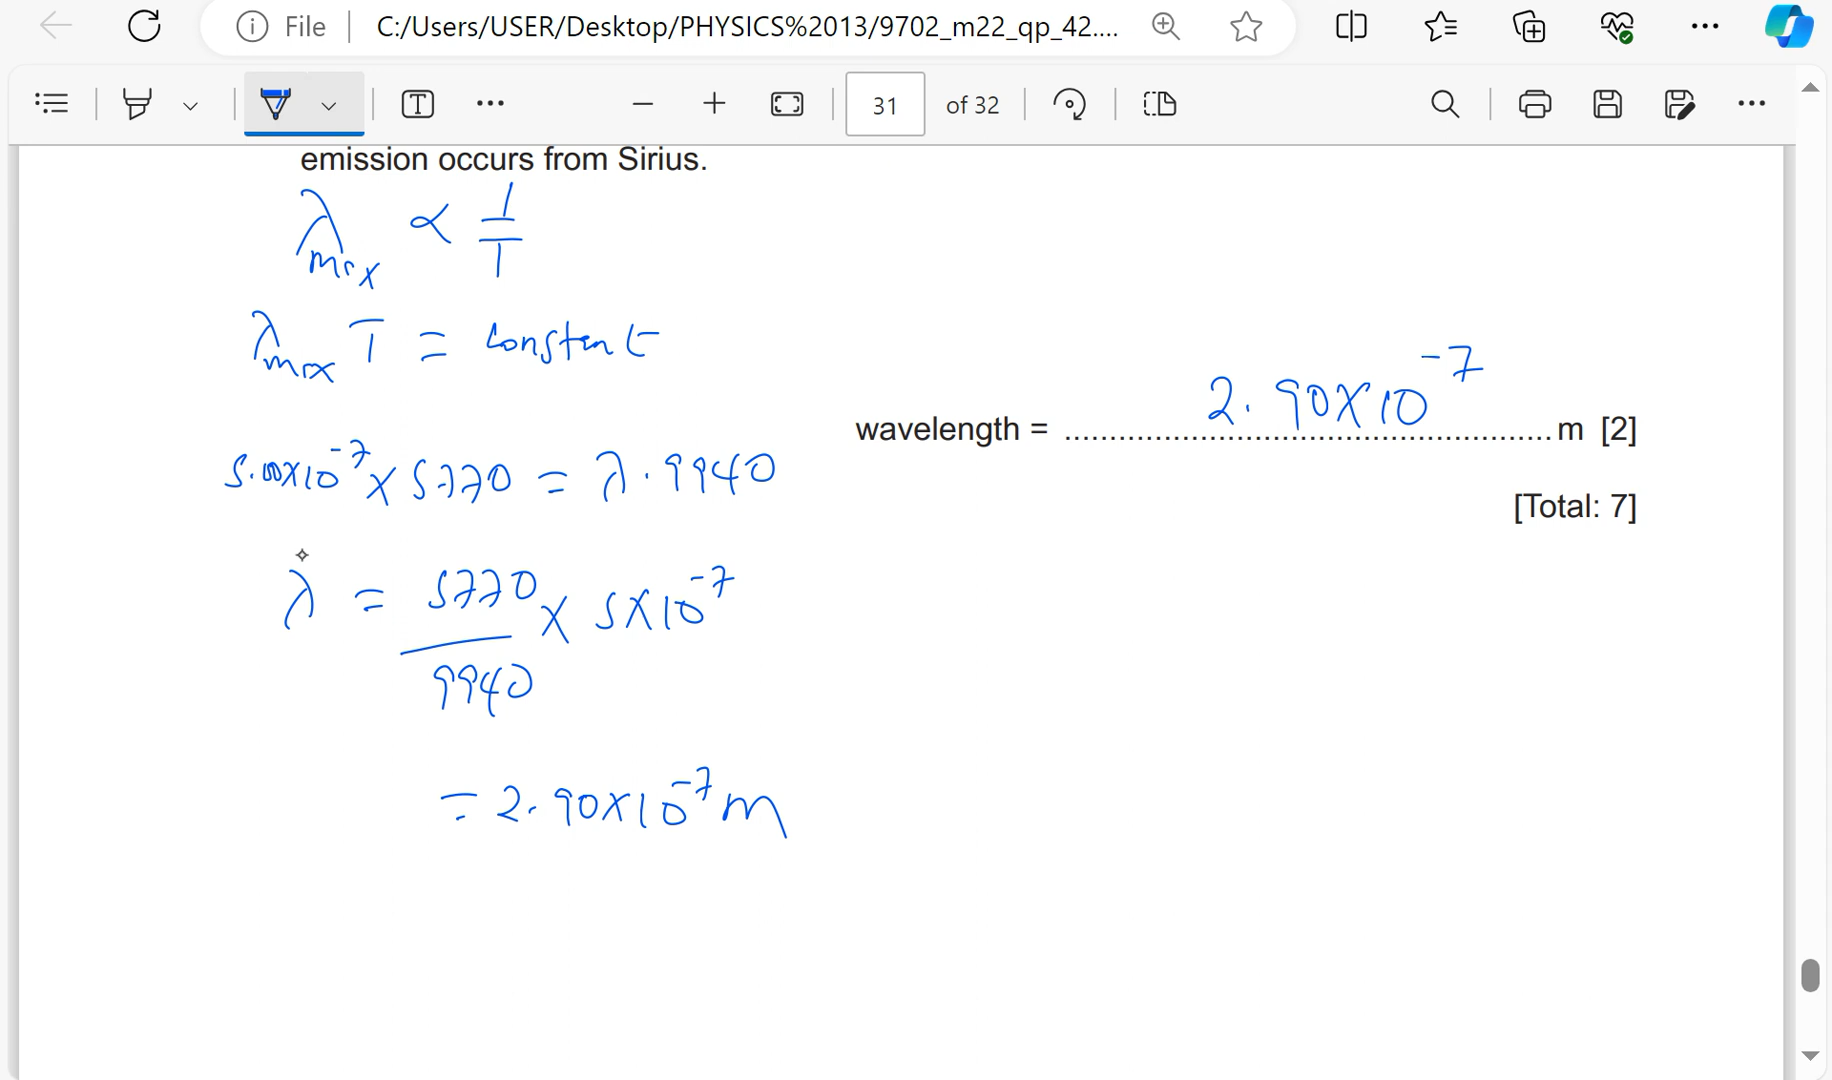 File C:/Users/USER/Desktop/PHYSICS%2013/9702_m22_qp_42....
31 of 32
emission occurs from Sirius.
λmax ∝ 1/T
λmax T = constant
wavelength = 2.90×10⁻⁷ m [2]
5.00×10⁻⁷ × 5770 = λ. 9940
[Total: 7]
λ = 5770/9940 × 5×10⁻⁷
= 2.90×10⁻⁷ m